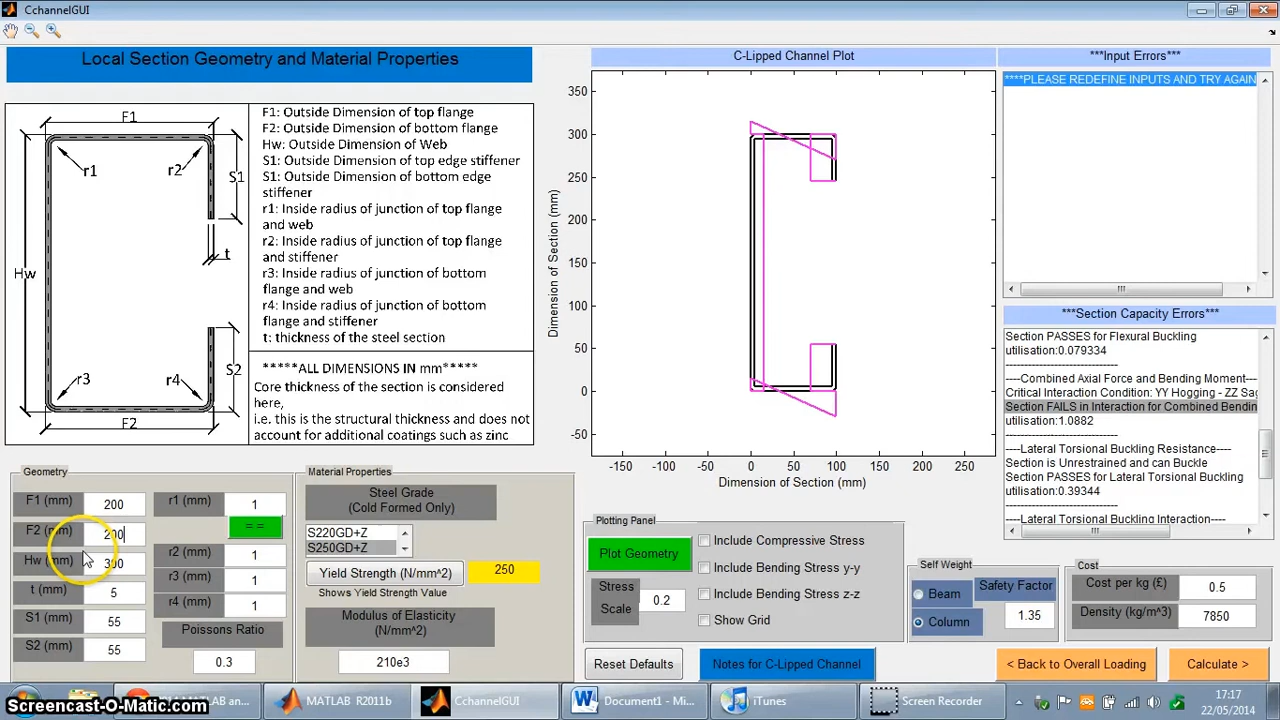 CchannelGUI
Local Section Geometry and Material Properties
F1
r1
r2
S1
t
Hw
r3
r4
S2
F2
F1: Outside Dimension of top flange
F2: Outside Dimension of bottom flange
Hw: Outside Dimension of Web
S1: Outside Dimension of top edge stiffener
S1: Outside Dimension of bottom edge
stiffener
r1: Inside radius of junction of top flange
and web
r2: Inside radius of junction of top flange
and stiffener
r3: Inside radius of junction of bottom
flange and web
r4: Inside radius of junction of bottom
flange and stiffener
t: thickness of the steel section
*****ALL DIMENSIONS IN mm*****
Core thickness of the section is considered
here,
i.e. this is the structural thickness and does not
account for additional coatings such as zinc
C-Lipped Channel Plot
Dimension of Section (mm)
350
300
250
200
150
100
50
0
-50
-150
-100
-50
0
50
100
150
200
250
Dimension of Section (mm)
***Input Errors***
****PLEASE REDEFINE INPUTS AND TRY AGAIN
***Section Capacity Errors***
Section PASSES for Flexural Buckling
utilisation:0.079334
-------------------------------
----Combined Axial Force and Bending Moment---
Critical Interaction Condition: YY Hogging - ZZ Sag
Section FAILS in Interaction for Combined Bendin
utilisation:1.0882
-------------------------------
----Lateral Torsional Buckling Resistance----
Section is Unrestrained and can Buckle
Section PASSES for Lateral Torsional Buckling
utilisation:0.39344
-------------------------------
----Lateral Torsional Buckling Interaction----
Geometry
F1 (mm)
200
r1 (mm)
1
F2 (mm)
200
= =
Hw (mm)
300
r2 (mm)
1
t (mm)
5
r3 (mm)
1
S1 (mm)
55
r4 (mm)
1
S2 (mm)
55
Poissons Ratio
0.3
Material Properties
Steel Grade
(Cold Formed Only)
S220GD+Z
S250GD+Z
Yield Strength (N/mm^2)
250
Shows Yield Strength Value
Modulus of Elasticity
(N/mm^2)
210e3
Plotting Panel
Plot Geometry
Include Compressive Stress
Include Bending Stress y-y
Include Bending Stress z-z
Show Grid
Stress
Scale
0.2
Self Weight
Beam
Column
Safety Factor
1.35
Cost
Cost per kg (£)
0.5
Density (kg/m^3)
7850
Reset Defaults
Notes for C-Lipped Channel
< Back to Overall Loading
Calculate >
MATLAB an...
MATLAB R2011b
CchannelGUI
Document1 - Mi...
iTunes
Screen Recorder
17:17
22/05/2014
Screencast-O-Matic.com